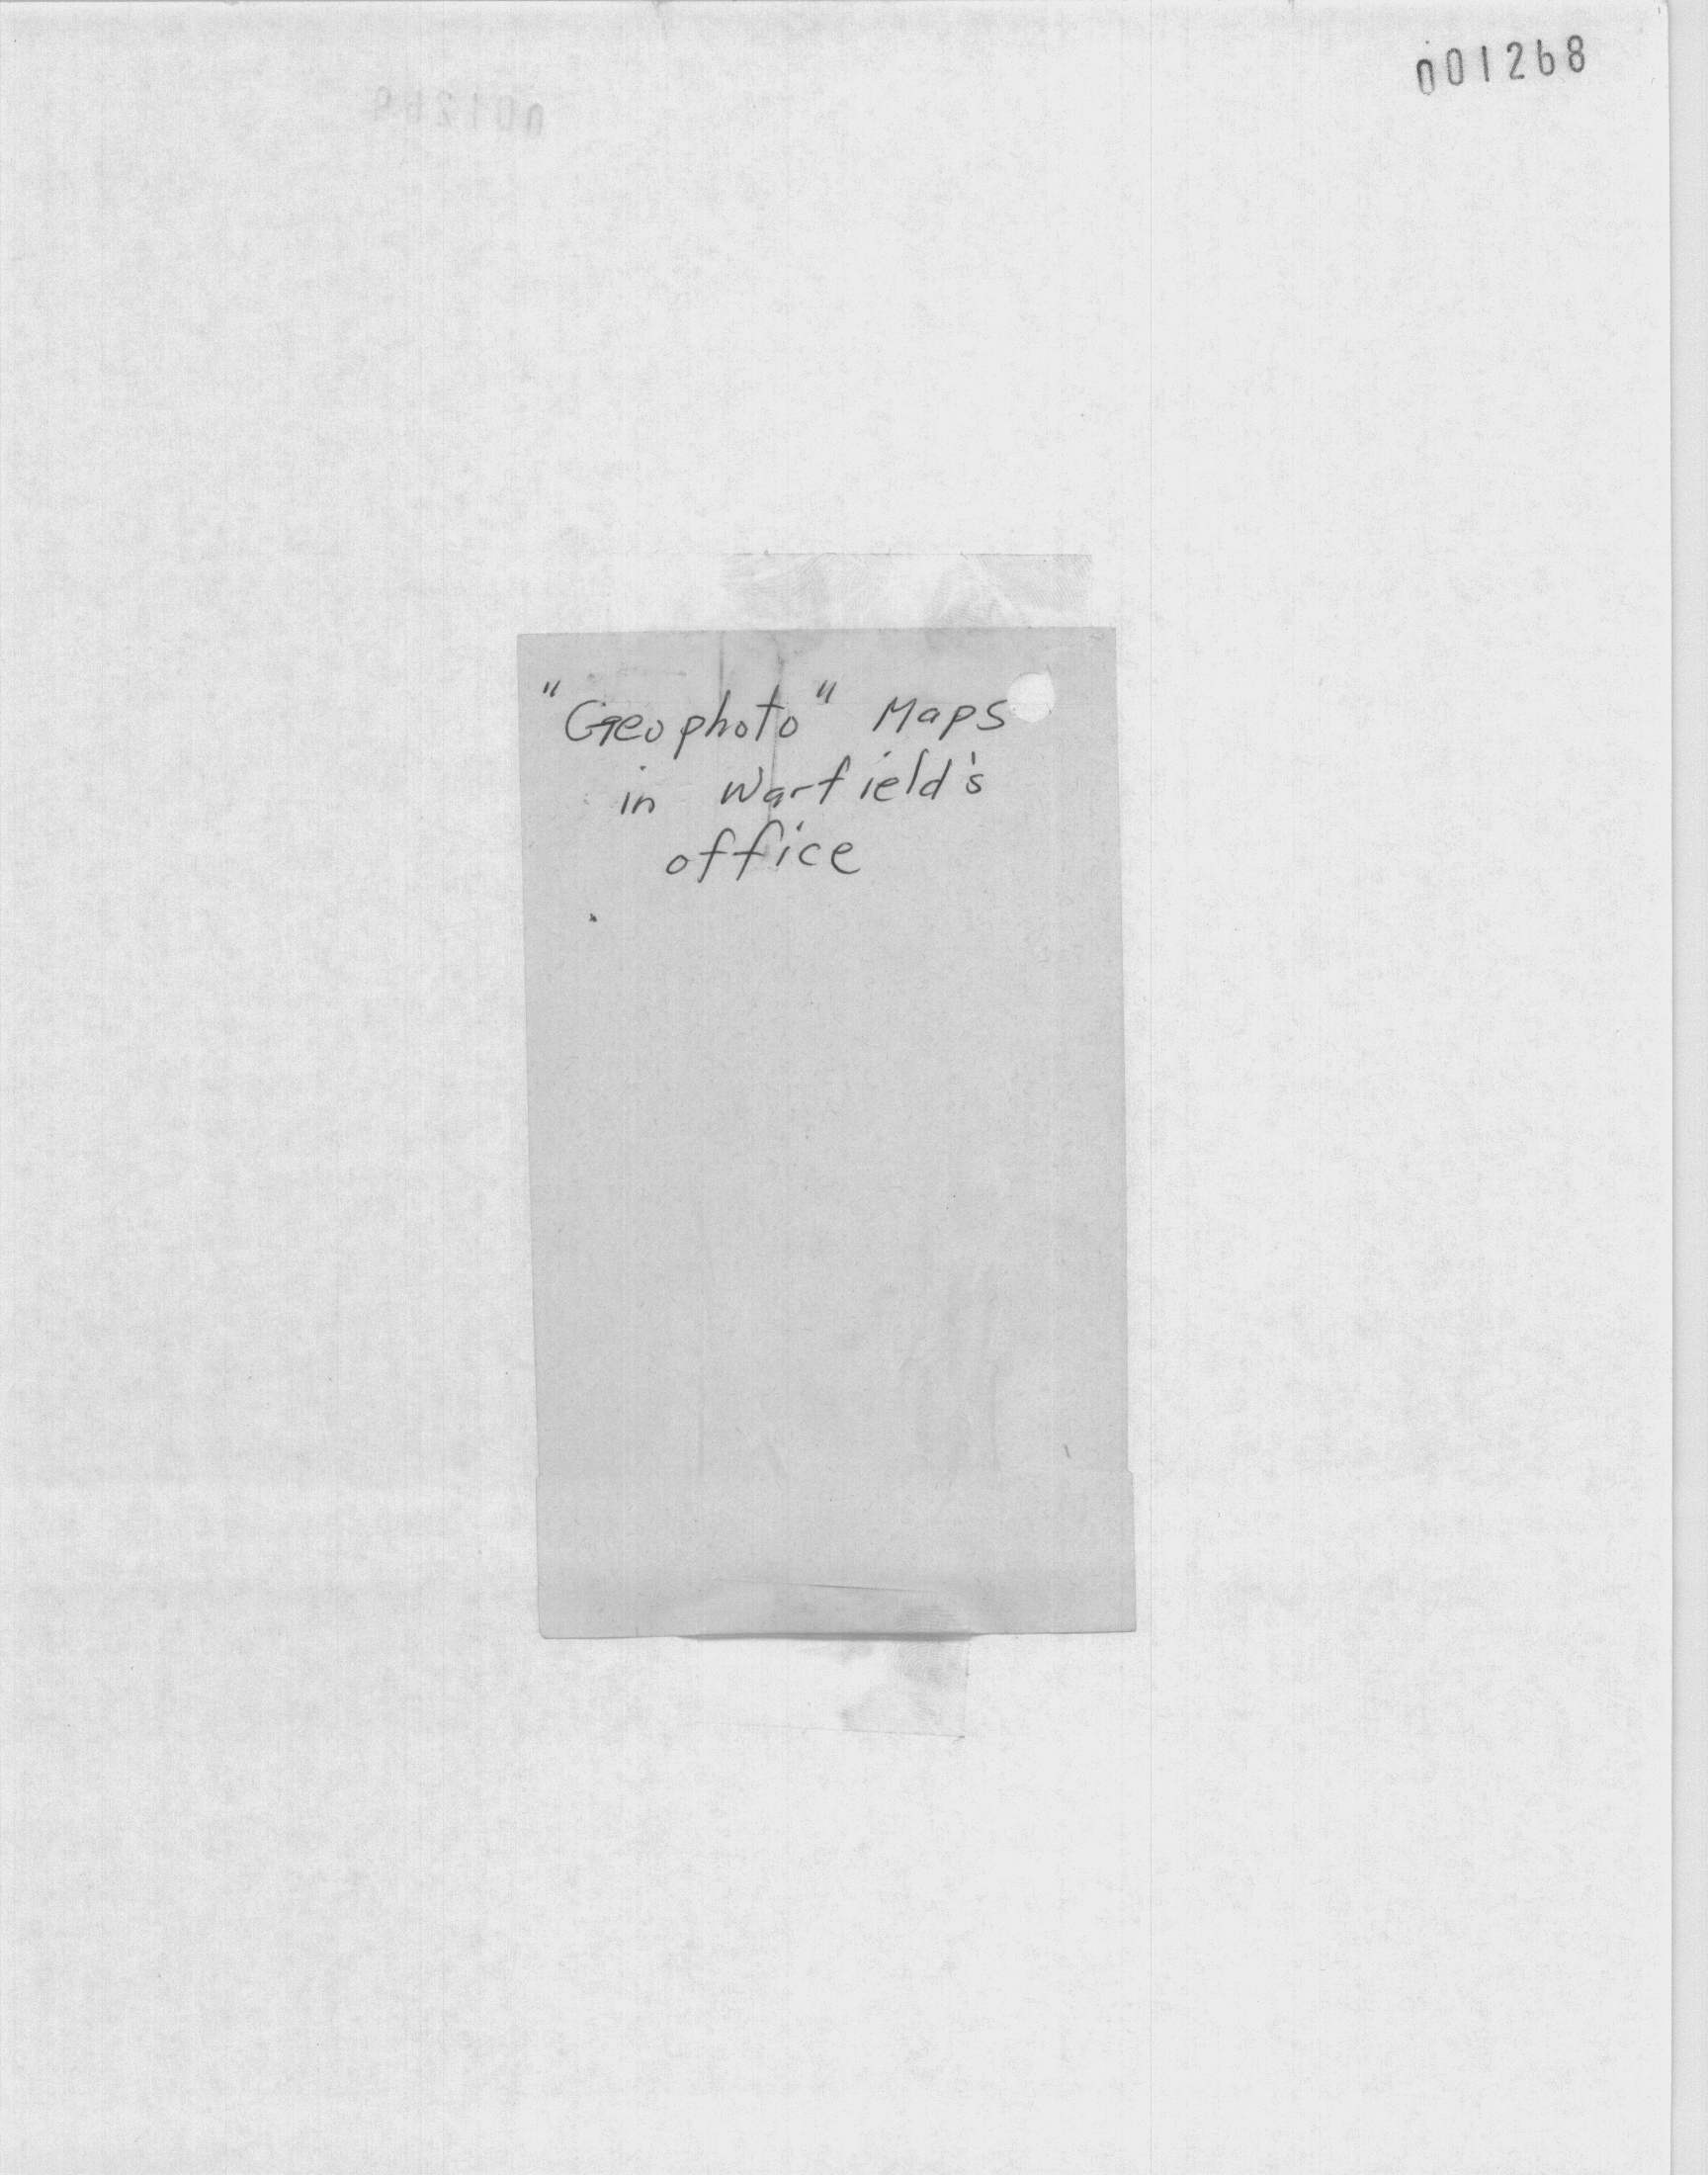 001268
"Geophoto" Maps
in Warfield's
office